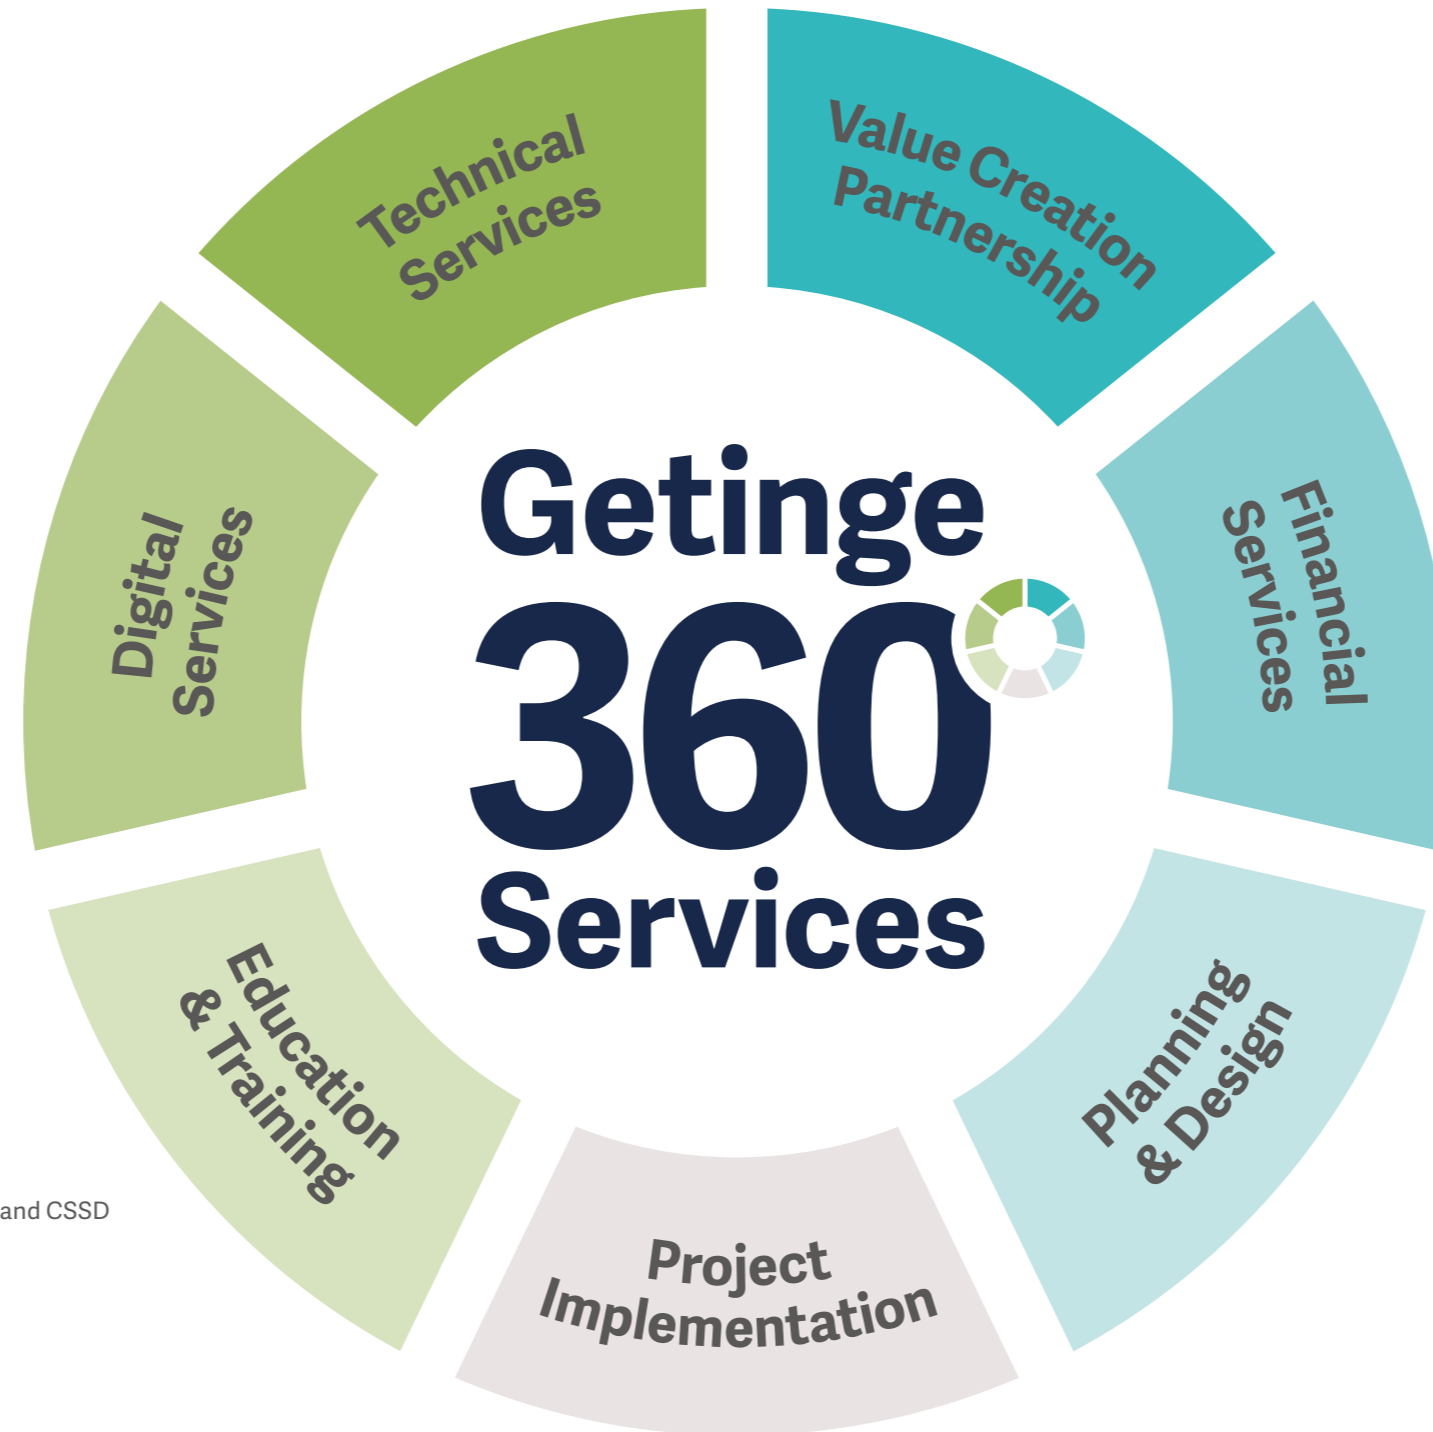 Technical
Services
Value Creation
Partnership
Financial
Services
Planning
& Design
Project
Implementation
Education
& Training
Digital
Services
Getinge
360
Services
and CSSD